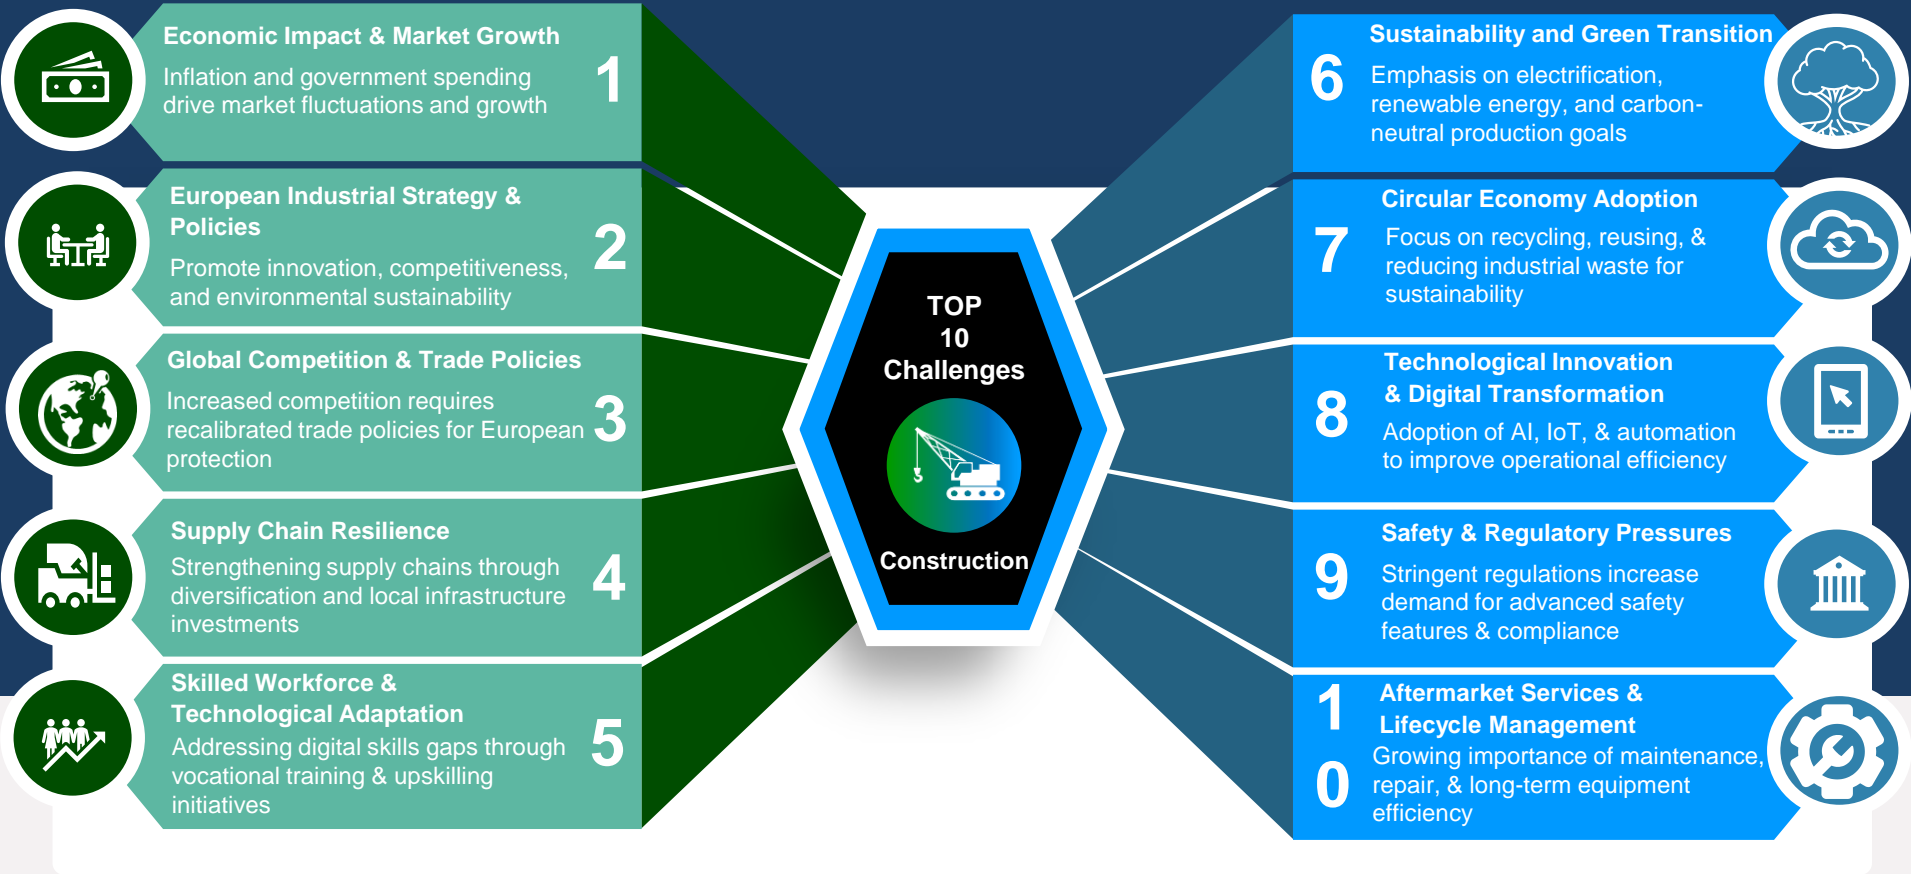 Economic Impact & Market Growth
Inflation and government spending
drive market fluctuations and growth
1
European Industrial Strategy &
Policies
Promote innovation, competitiveness,
and environmental sustainability
2
Global Competition & Trade Policies
Increased competition requires
recalibrated trade policies for European
protection
3
Supply Chain Resilience
Strengthening supply chains through
diversification and local infrastructure
investments
4
Skilled Workforce &
Technological Adaptation
Addressing digital skills gaps through
vocational training & upskilling
initiatives
5
TOP
10
Challenges
Construction
6
Sustainability and Green Transition
Emphasis on electrification,
renewable energy, and carbon-
neutral production goals
7
Circular Economy Adoption
Focus on recycling, reusing, &
reducing industrial waste for
sustainability
8
Technological Innovation
& Digital Transformation
Adoption of AI, IoT, & automation
to improve operational efficiency
9
Safety & Regulatory Pressures
Stringent regulations increase
demand for advanced safety
features & compliance
1
0
Aftermarket Services &
Lifecycle Management
Growing importance of maintenance,
repair, & long-term equipment
efficiency